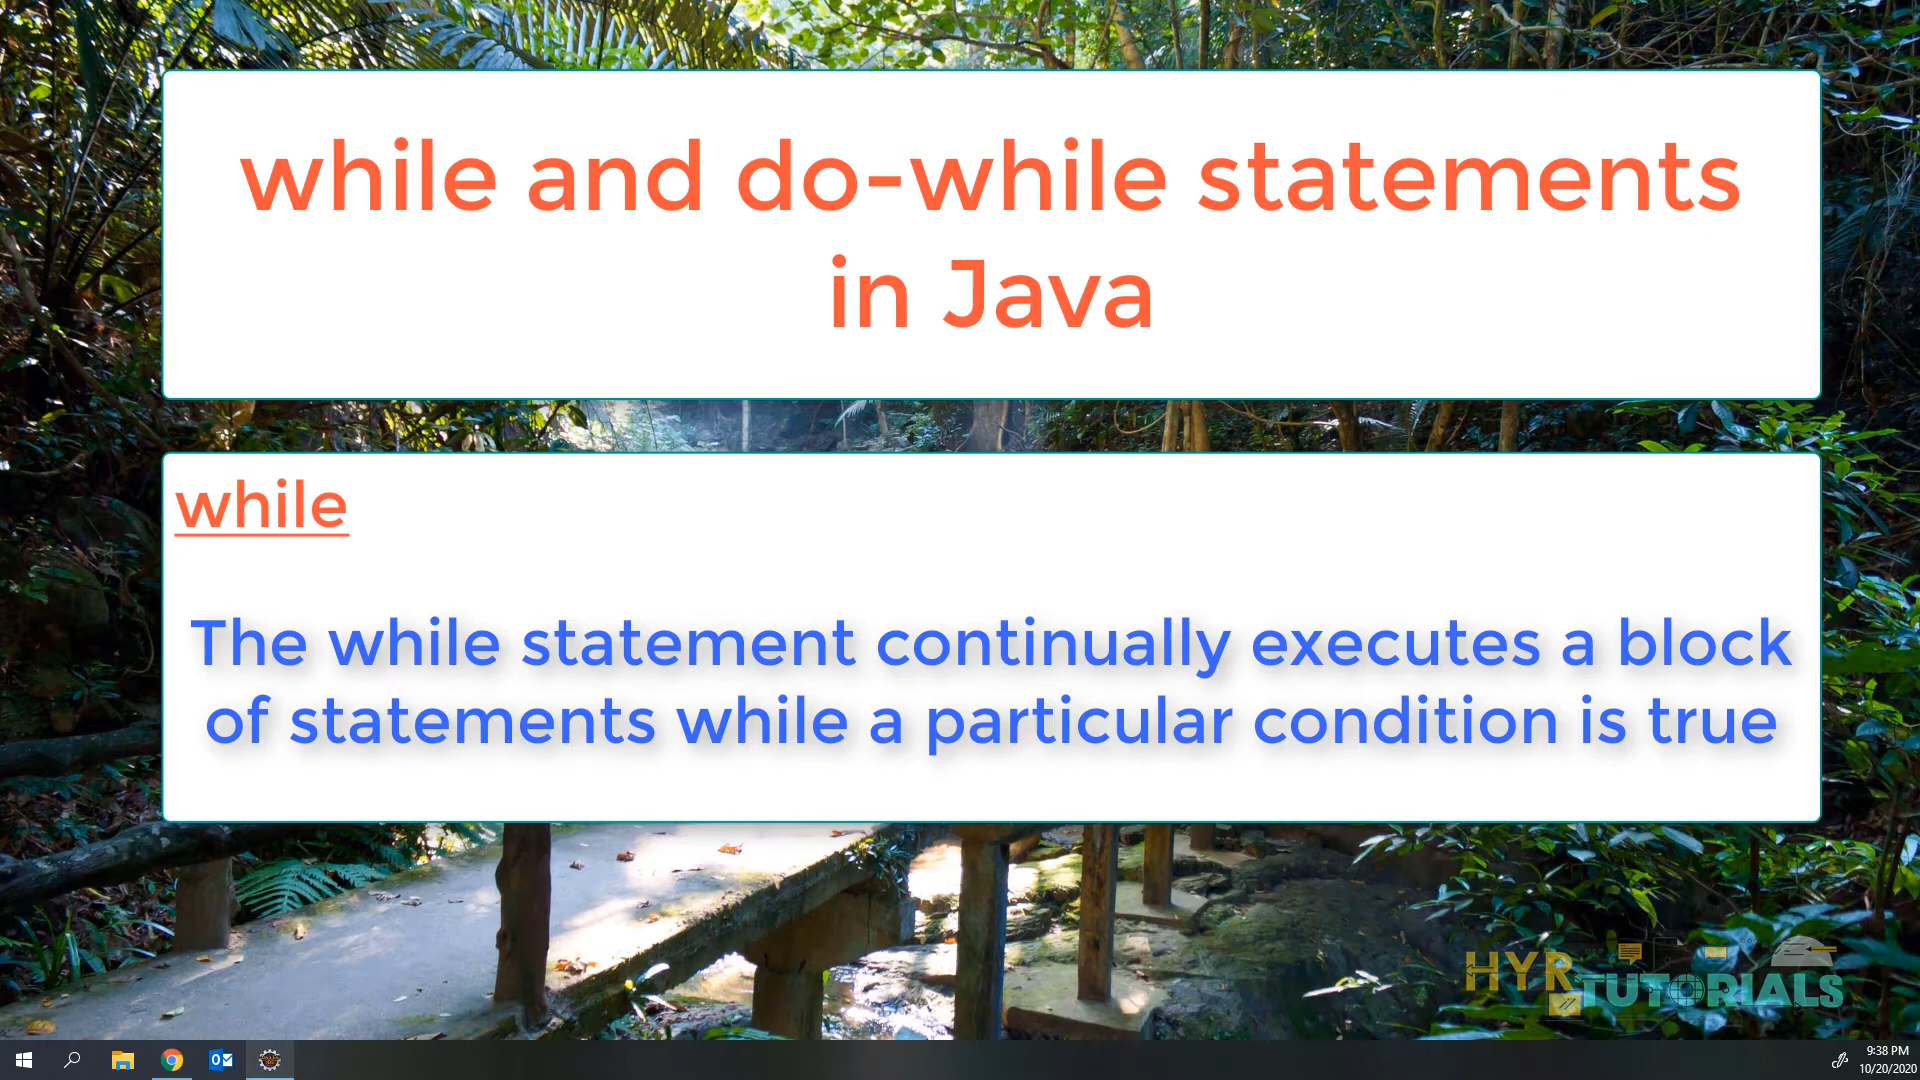 while and do-while statements
in Java
while
The while statement continually executes a block
of statements while a particular condition is true
HYR
TUTORIALS
9:38 PM
10/20/2020